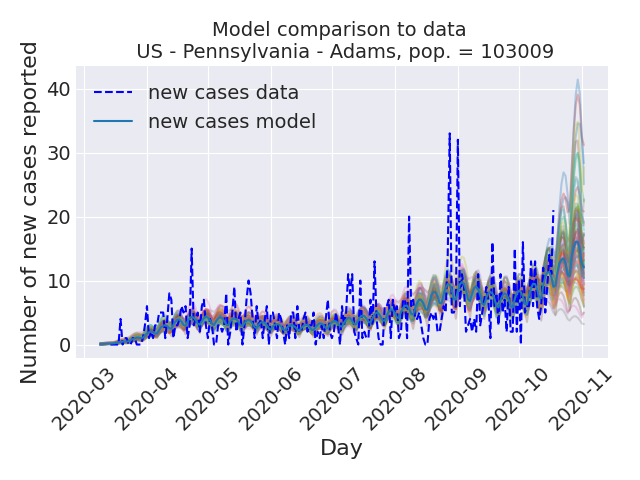 Model comparison to data
US - Pennsylvania - Adams, pop. = 103009
Number of new cases reported
40
30
20
10
0
new cases data
new cases model
2020-03
2020-04
2020-05
2020-06
2020-07
2020-08
2020-09
2020-10
2020-11
Day